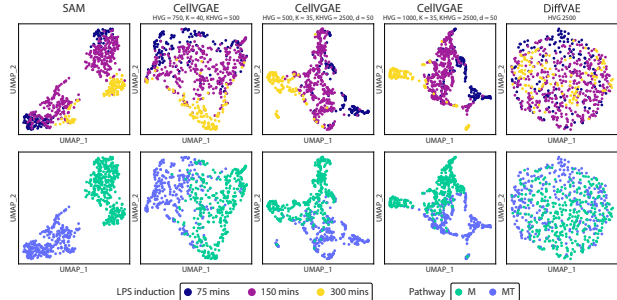 SAM
CellVGAE
HVG = 750, K = 40, KHVG = 500
CellVGAE
HVG = 500, K = 35, KHVG = 2500, d = 50
CellVGAE
HVG = 1000, K = 35, KHVG = 2500, d = 50
DiffVAE
HVG 2500
UMAP_2
UMAP_2
UMAP_2
UMAP_2
UMAP_2
UMAP_1
UMAP_1
UMAP_1
UMAP_1
UMAP_1
UMAP_2
UMAP_2
UMAP_2
UMAP_2
UMAP_2
UMAP_1
UMAP_1
UMAP_1
UMAP_1
UMAP_1
LPS induction 75 mins 150 mins 300 mins Pathway M MT